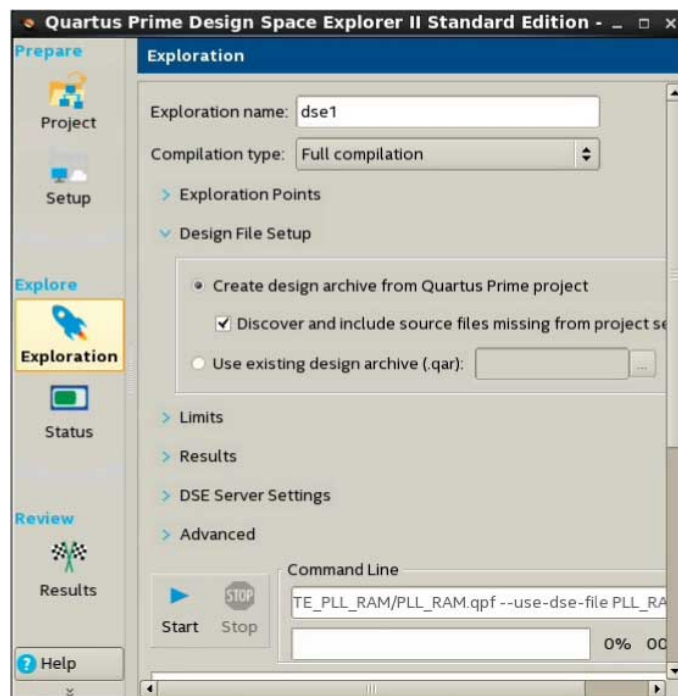 Quartus Prime Design Space Explorer II Standard Edition -
Prepare
Project
Setup
Explore
Exploration
Status
Review
Results
Help
Exploration
Exploration name: dse1
Compilation type: Full compilation
Exploration Points
Design File Setup
Create design archive from Quartus Prime project
Discover and include source files missing from project se
Use existing design archive (.qar): ...
Limits
Results
DSE Server Settings
Advanced
Start
STOP
Stop
Command Line
TE_PLL_RAM/PLL_RAM.qpf --use-dse-file PLL_RA
0% 00